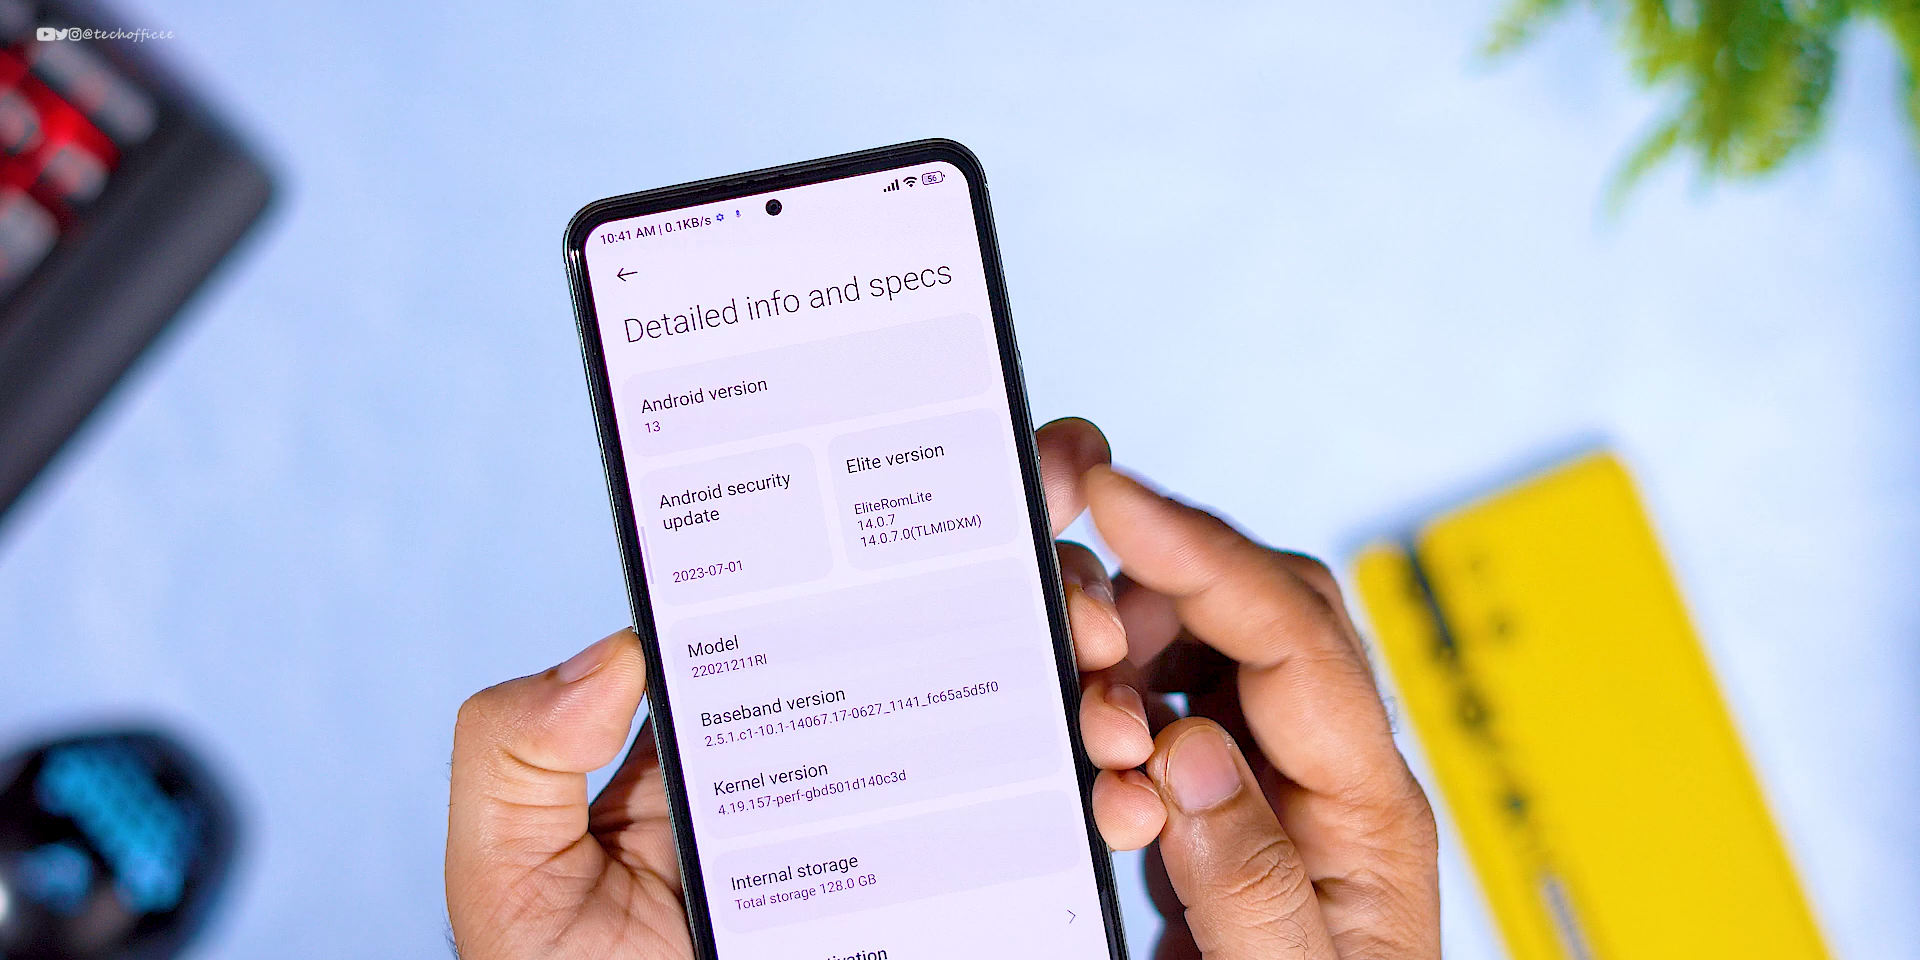 @techofficee
10:41 AM | 0.1KB/s
56
Detailed info and specs
Android version
13
Android security
update
2023-07-01
Elite version
EliteRomLite
14.0.7
14.0.7.0(TLMIDXM)
Model
22021211RI
Baseband version
2.5.1.c1-10.1-14067.17-0627_1141_fc65a5d5f0
Kernel version
4.19.157-perf-gbd501d140c3d
Internal storage
Total storage 128.0 GB